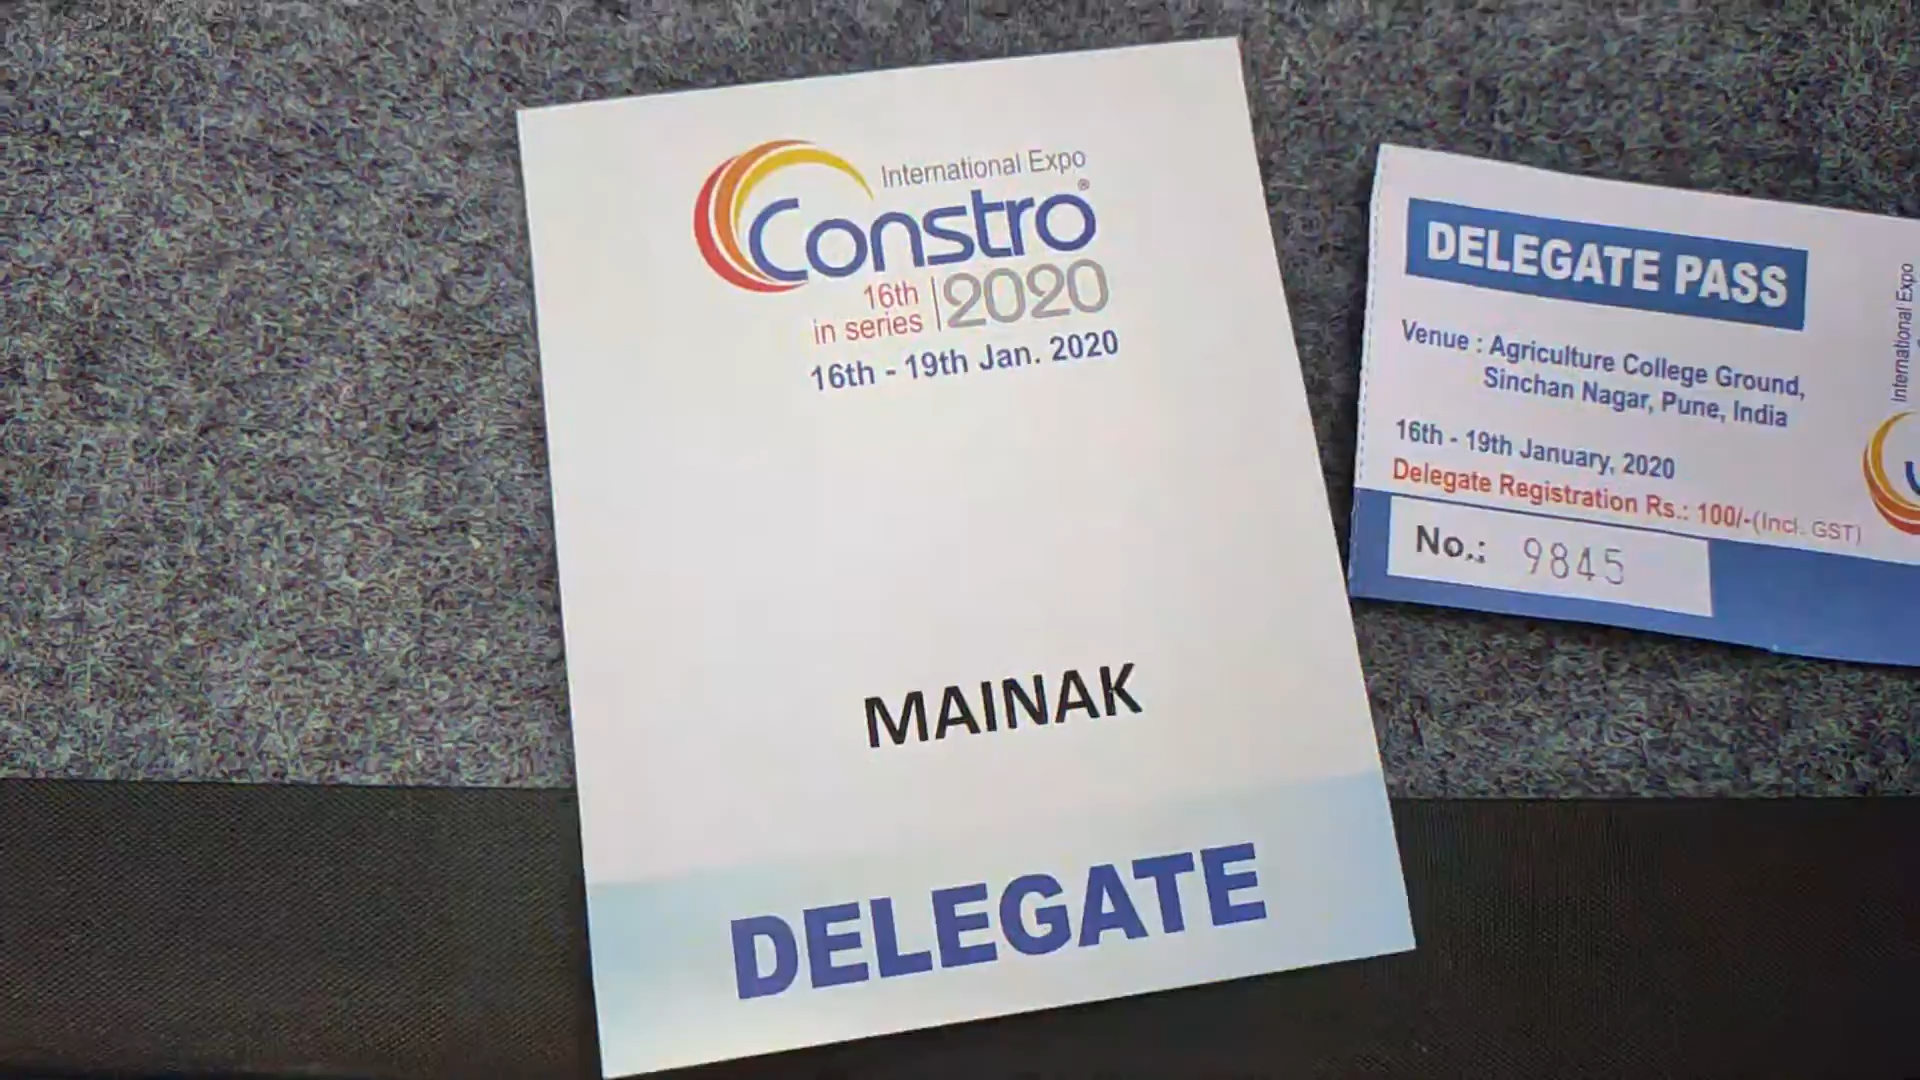 International Expo
Constro®
16th
in series
2020
16th - 19th Jan. 2020
MAINAK
DELEGATE
DELEGATE PASS
Venue : Agriculture College Ground,
Sinchan Nagar, Pune, India
16th - 19th January, 2020
Delegate Registration Rs.: 100/-(Incl. GST)
No.: 9845
International Expo